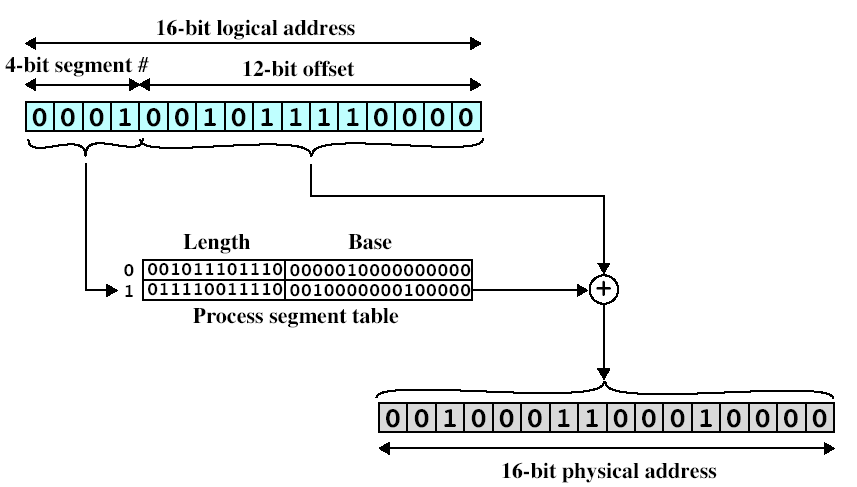 16-bit logical address
4-bit segment # 12-bit offset
0 0 0 1 0 0 1 0 1 1 1 1 0 0 0 0
Length Base
0 001011101110 0000010000000000
1 011110011110 0010000000100000
Process segment table
+
0 0 1 0 0 0 1 1 0 0 0 1 0 0 0 0
16-bit physical address